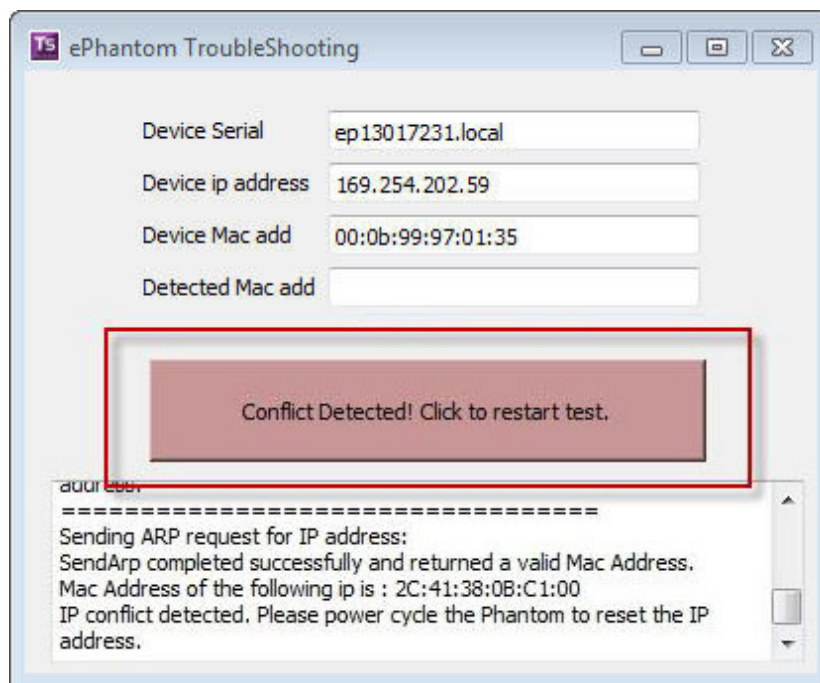 Ts ePhantom TroubleShooting
Device Serial ep13017231.local
Device ip address 169.254.202.59
Device Mac add 00:0b:99:97:01:35
Detected Mac add
Conflict Detected! Click to restart test.
address.
==================================
Sending ARP request for IP address:
SendArp completed successfully and returned a valid Mac Address.
Mac Address of the following ip is : 2C:41:38:0B:C1:00
IP conflict detected. Please power cycle the Phantom to reset the IP
address.